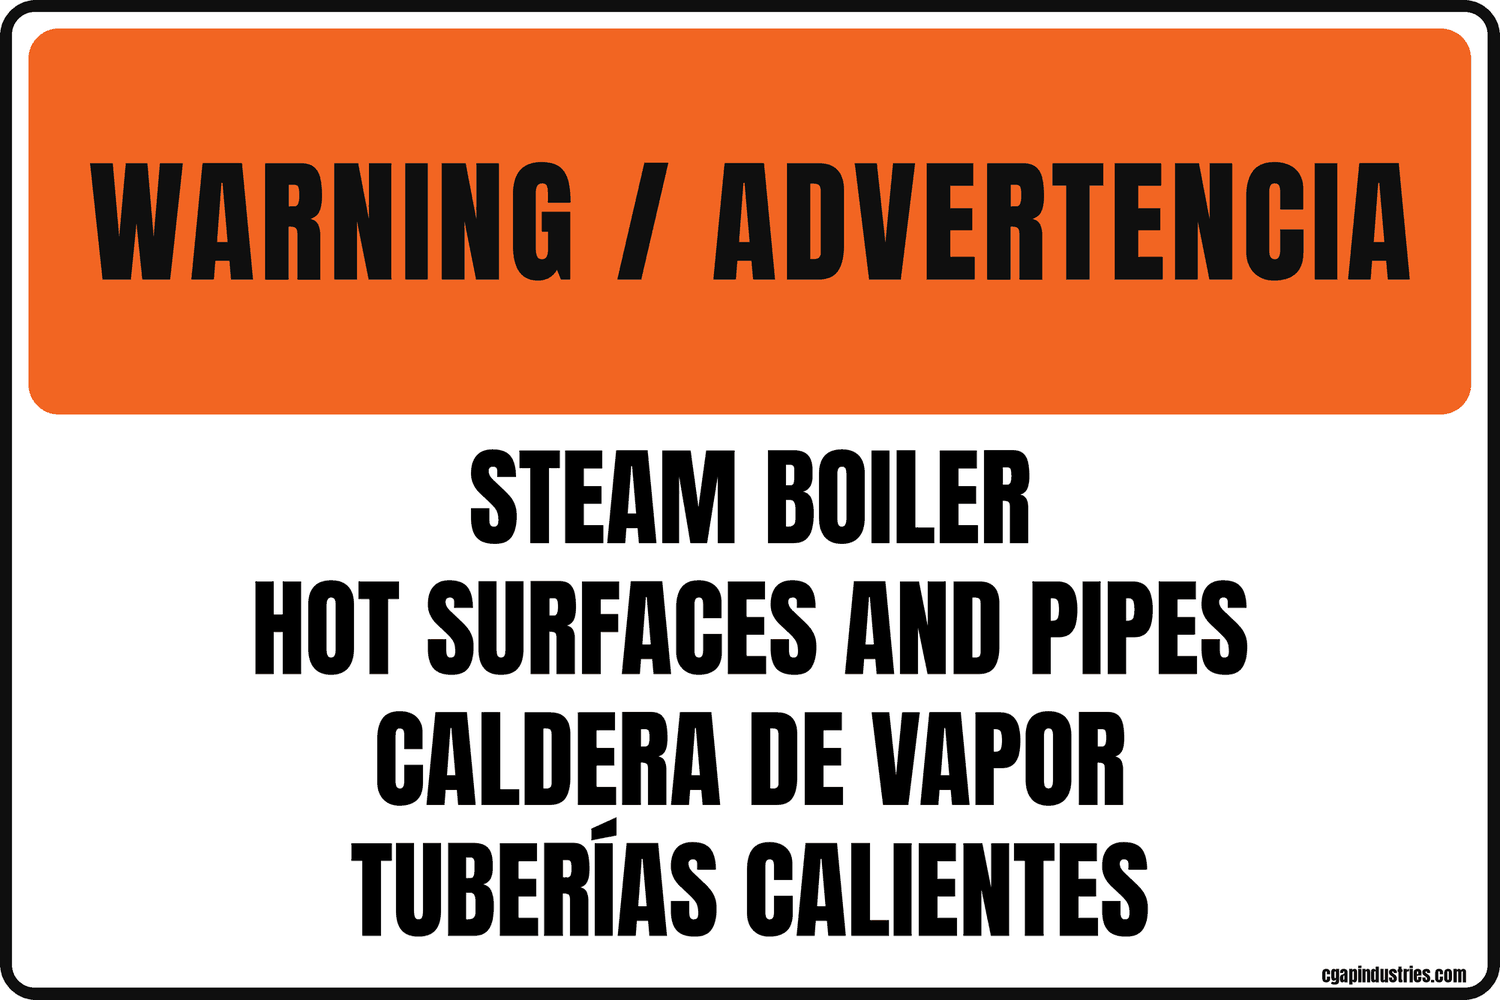 WARNING / ADVERTENCIA
STEAM BOILER
HOT SURFACES AND PIPES
CALDERA DE VAPOR
TUBERÍAS CALIENTES
cgapindustries.com